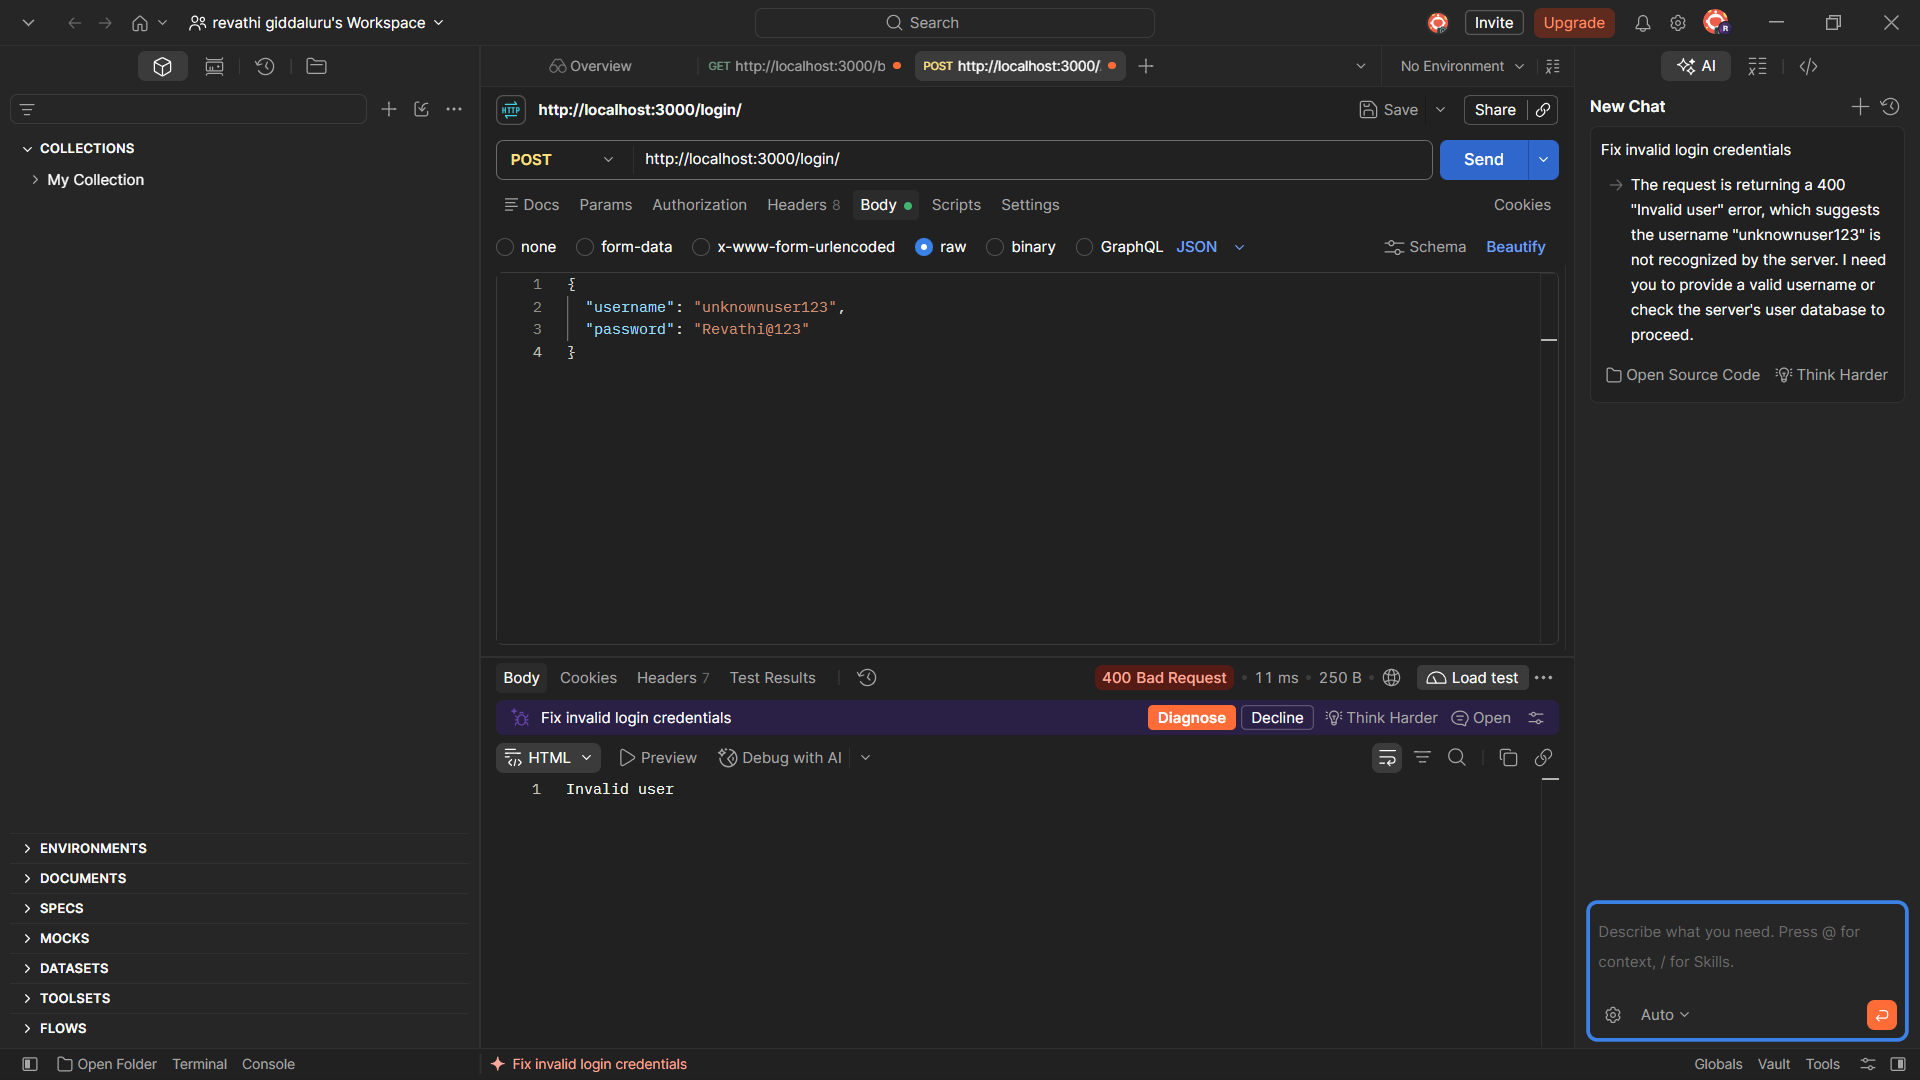 revathi giddaluru's Workspace
Search
Invite
Upgrade
R
Overview
GET http://localhost:3000/b
POST http://localhost:3000/
No Environment
AI
COLLECTIONS
My Collection
HTTP
http://localhost:3000/login/
Save
Share
POST
http://localhost:3000/login/
Send
Docs
Params
Authorization
Headers 8
Body
Scripts
Settings
Cookies
none
form-data
x-www-form-urlencoded
raw
binary
GraphQL
JSON
Schema
Beautify
1 {
2 "username": "unknownuser123",
3 "password": "Revathi@123"
4 }
Body
Cookies
Headers 7
Test Results
400 Bad Request
11 ms
250 B
Load test
Fix invalid login credentials
Diagnose
Decline
Think Harder
Open
HTML
Preview
Debug with AI
1 Invalid user
New Chat
Fix invalid login credentials
The request is returning a 400
"Invalid user" error, which suggests
the username "unknownuser123" is
not recognized by the server. I need
you to provide a valid username or
check the server's user database to
proceed.
Open Source Code
Think Harder
Describe what you need. Press @ for
context, / for Skills.
Auto
ENVIRONMENTS
DOCUMENTS
SPECS
MOCKS
DATASETS
TOOLSETS
FLOWS
Open Folder
Terminal
Console
Fix invalid login credentials
Globals
Vault
Tools